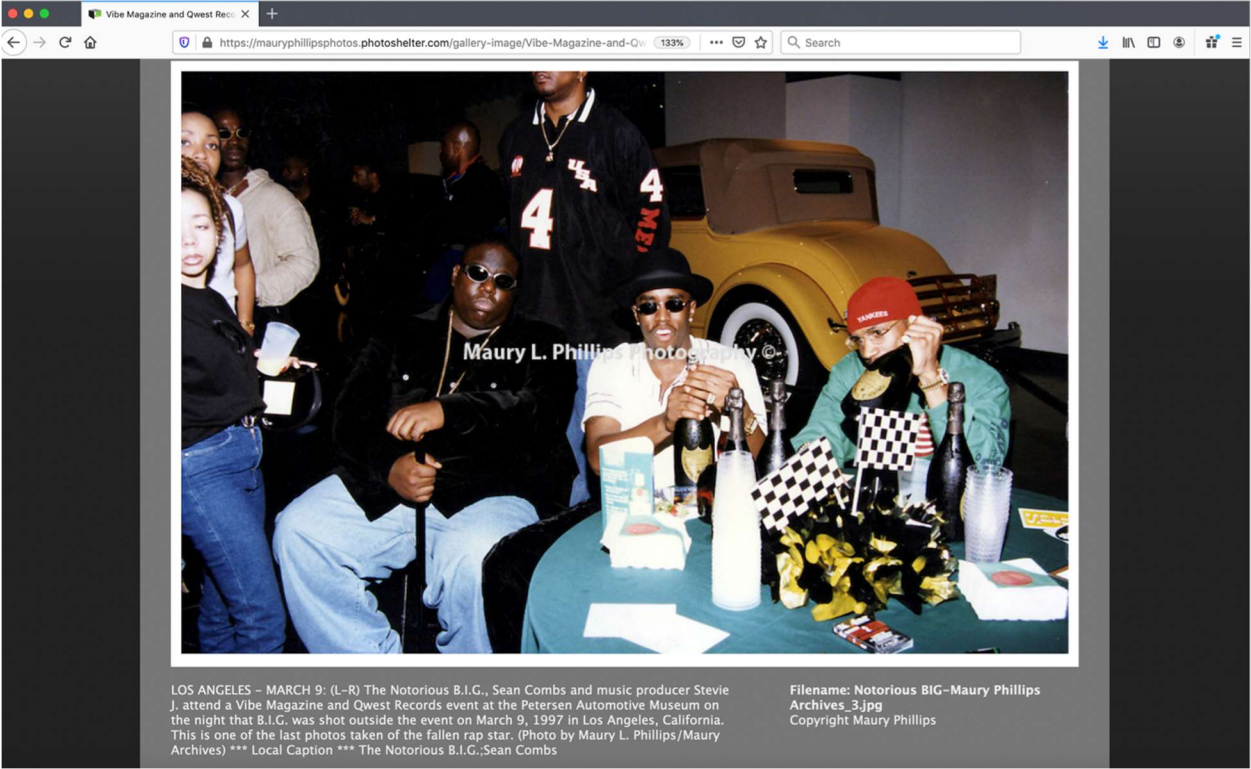 Vibe Magazine and Qwest Reco
https://mauryphillipsphotos.photoshelter.com/gallery-image/Vibe-Magazine-and-Qw
133%
Search
USA
4
4
ME
YANKEES
Maury L. Phillips Photography ©
LOS ANGELES - MARCH 9: (L-R) The Notorious B.I.G., Sean Combs and music producer Stevie
J. attend a Vibe Magazine and Qwest Records event at the Petersen Automotive Museum on
the night that B.I.G. was shot outside the event on March 9, 1997 in Los Angeles, California.
This is one of the last photos taken of the fallen rap star. (Photo by Maury L. Phillips/Maury
Archives) *** Local Caption *** The Notorious B.I.G.;Sean Combs
Filename: Notorious BIG-Maury Phillips
Archives_3.jpg
Copyright Maury Phillips